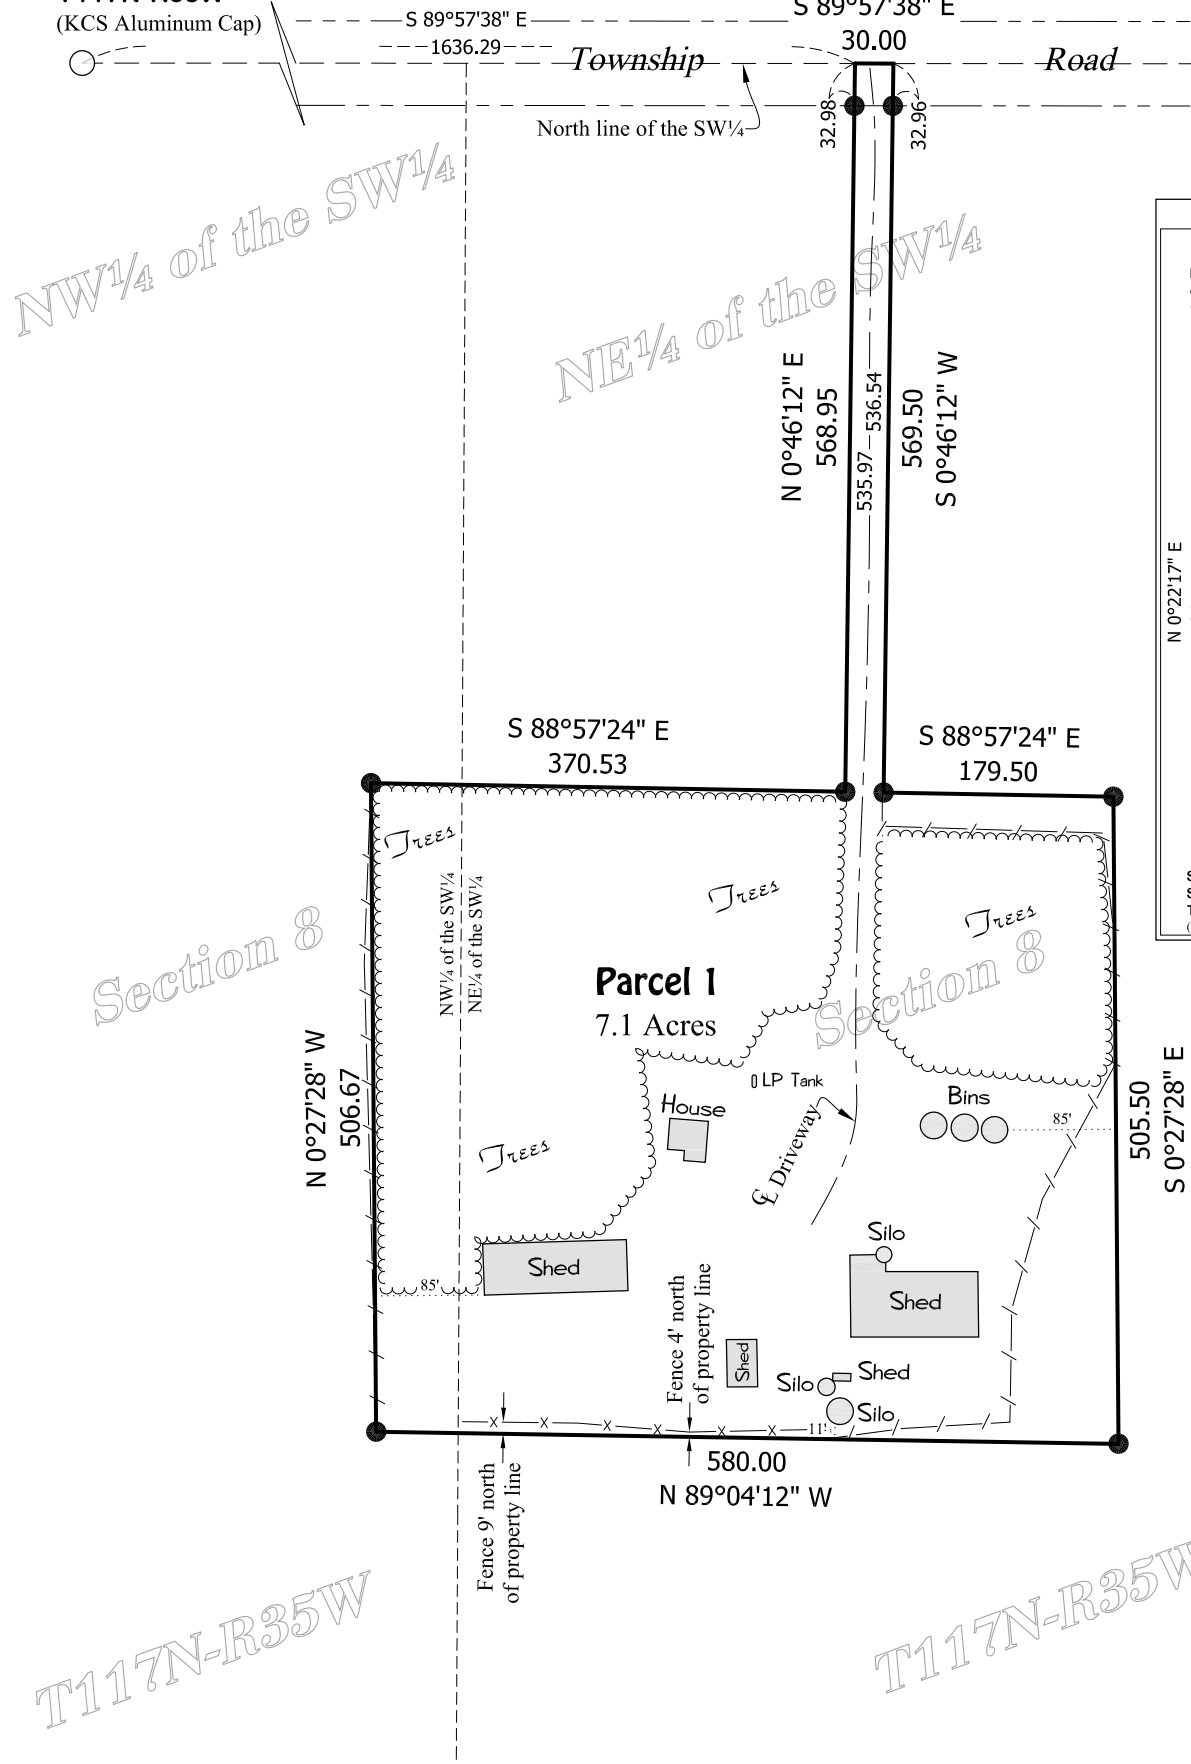 (KCS Aluminum Cap)
S 89°57'38" E
1636.29
S 89°57'38" E
30.00
Township
Road
North line of the SW¼
32.98
32.96
NW¼ of the SW¼
NE¼ of the SW¼
N 0°46'12" E
568.95
535.97
536.54
569.50
S 0°46'12" W
N 0°22'17" E
S 88°57'24" E
370.53
S 88°57'24" E
179.50
Trees
Trees
Trees
NW¼ of the SW¼
NE¼ of the SW¼
Section 8
Section 8
Parcel 1
7.1 Acres
N 0°27'28" W
506.67
LP Tank
House
Bins
85'
505.50
S 0°27'28" E
Trees
℄ Driveway
Silo
Shed
Shed
85'
Fence 4' north
of property line
Shed
Silo
Shed
Silo
11'
580.00
N 89°04'12" W
Fence 9' north
of property line
T117N-R35W
T117N-R35W